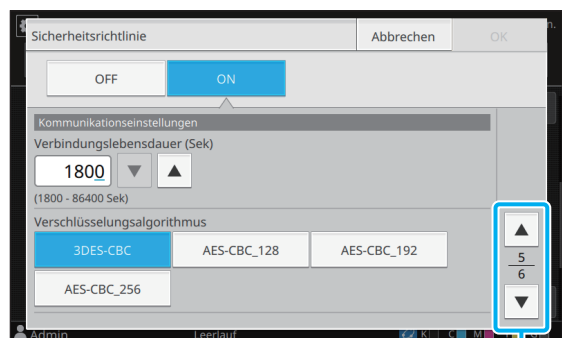 Sicherheitsrichtlinie
Abbrechen
OK
OFF
ON
Kommunikationseinstellungen
Verbindungslebensdauer (Sek)
1800
(1800 - 86400 Sek)
Verschlüsselungsalgorithmus
3DES-CBC
AES-CBC_128
AES-CBC_192
AES-CBC_256
5
6
Admin
Leerlauf
K
C
M